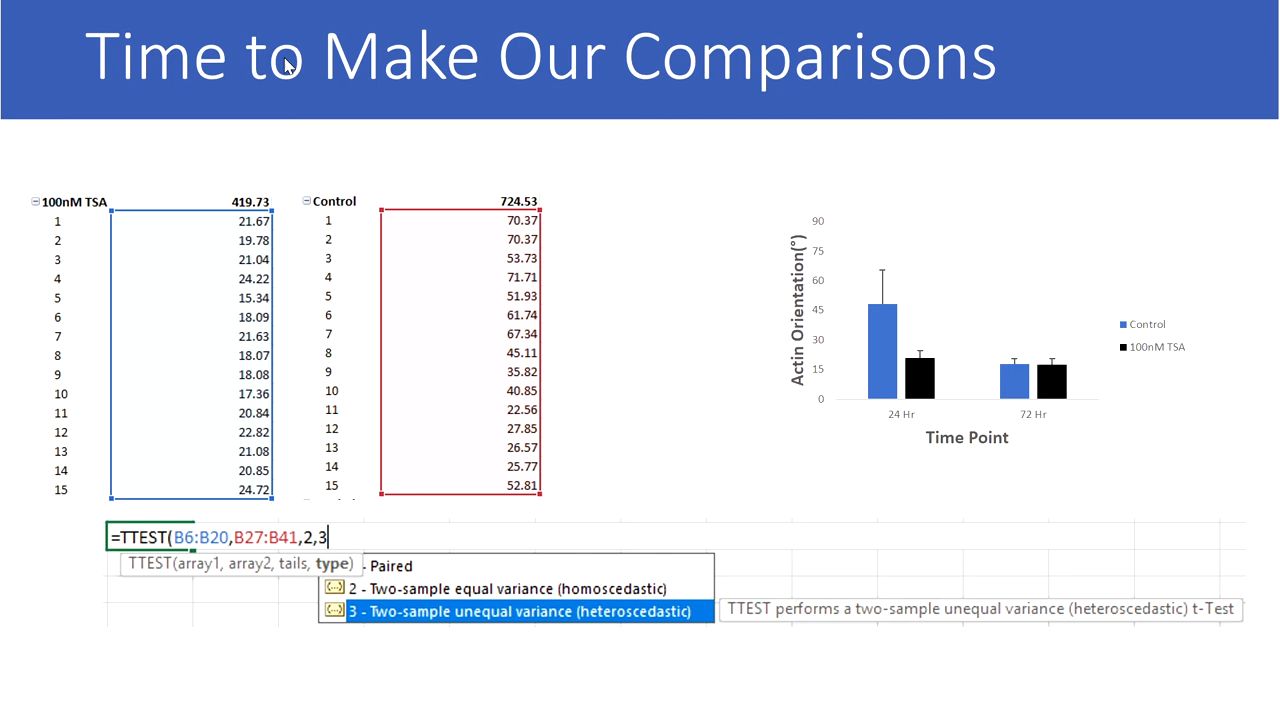 Time to Make Our Comparisons
100nM TSA 419.73
1 21.67
2 19.78
3 21.04
4 24.22
5 15.34
6 18.09
7 21.63
8 18.07
9 18.08
10 17.36
11 20.84
12 22.82
13 21.08
14 20.85
15 24.72
Control 724.53
1 70.37
2 70.37
3 53.73
4 71.71
5 51.93
6 61.74
7 67.34
8 45.11
9 35.82
10 40.85
11 22.56
12 27.85
13 26.57
14 25.77
15 52.81
Actin Orientation(°)
90
75
60
45
30
15
0
24 Hr 72 Hr
Time Point
Control
100nM TSA
=TTEST(B6:B20,B27:B41,2,3
TTEST(array1, array2, tails, type)
- Paired
2 - Two-sample equal variance (homoscedastic)
3 - Two-sample unequal variance (heteroscedastic)
TTEST performs a two-sample unequal variance (heteroscedastic) t-Test